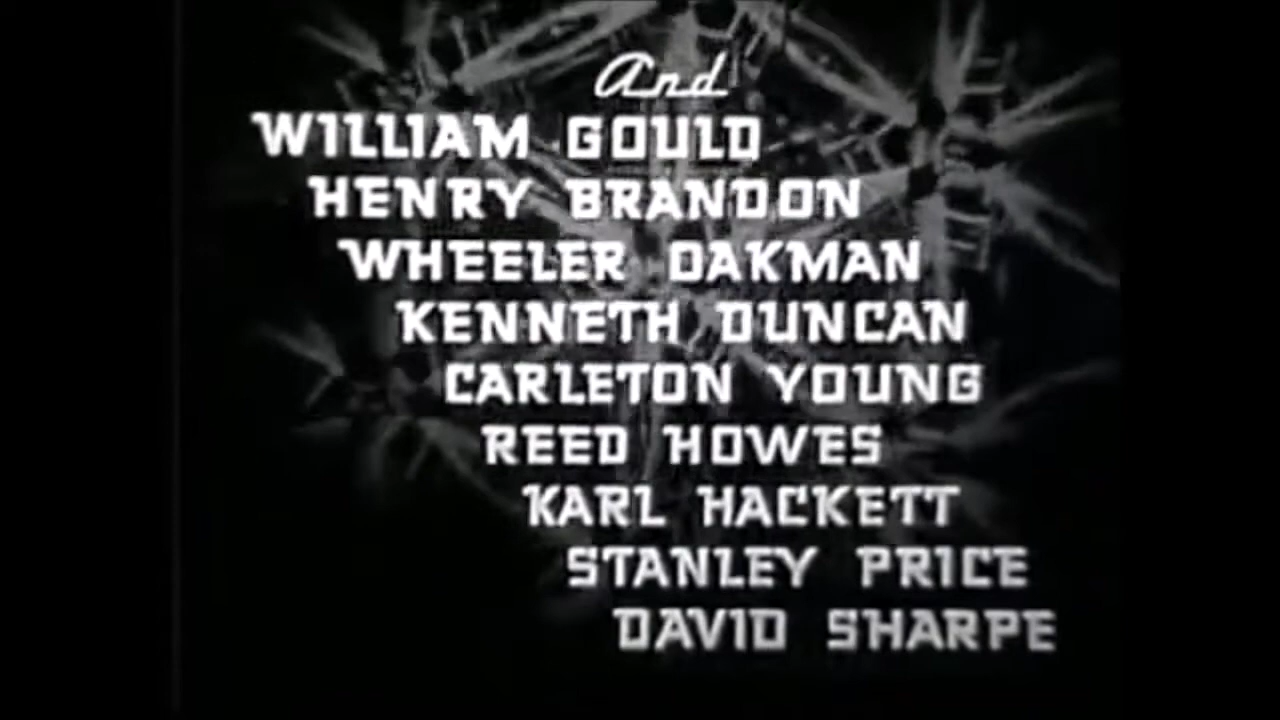 And
WILLIAM GOULD
HENRY BRANDON
WHEELER OAKMAN
KENNETH DUNCAN
CARLETON YOUNG
REED HOWES
KARL HACKETT
STANLEY PRICE
DAVID SHARPE